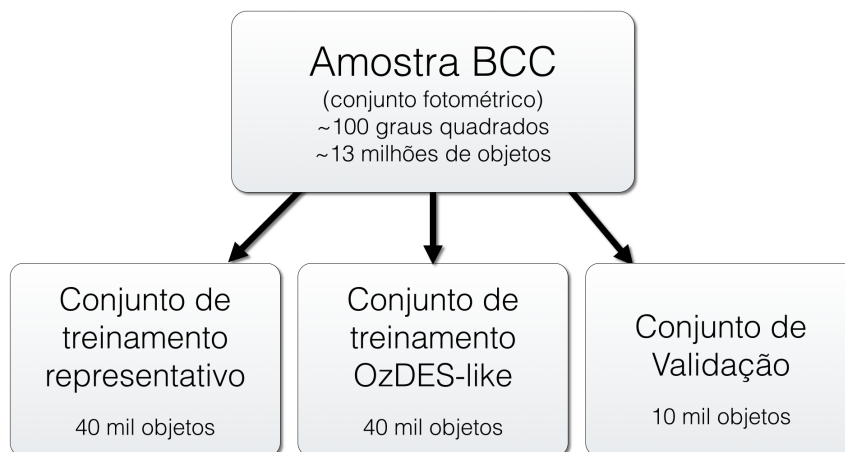 Amostra BCC
(conjunto fotométrico)
~100 graus quadrados
~13 milhões de objetos
Conjunto de
treinamento
representativo
40 mil objetos
Conjunto de
treinamento
OzDES-like
40 mil objetos
Conjunto de
Validação
10 mil objetos